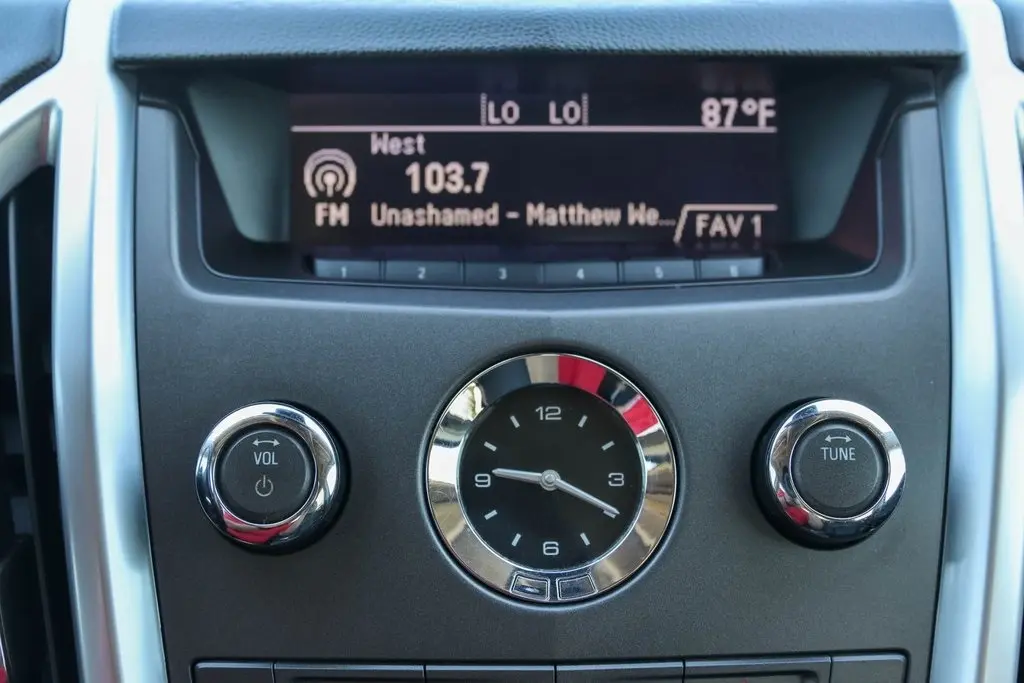 LO LO 87°F
West
103.7
FM Unashamed - Matthew We... FAV 1
1 2 3 4 5 6
12
VOL
TUNE
9 3
6